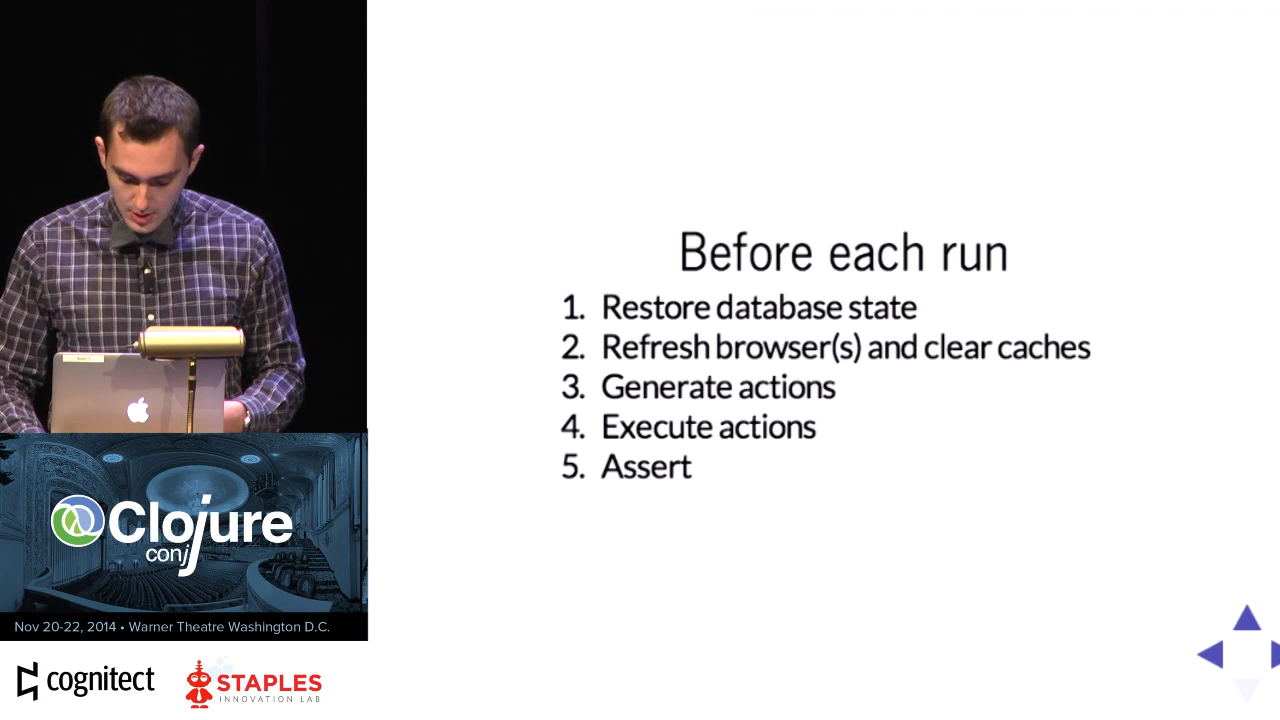 Before each run
1. Restore database state
2. Refresh browser(s) and clear caches
3. Generate actions
4. Execute actions
5. Assert
Clojure
conj
Nov 20-22, 2014 • Warner Theatre Washington D.C.
cognitect
STAPLES
INNOVATION LAB